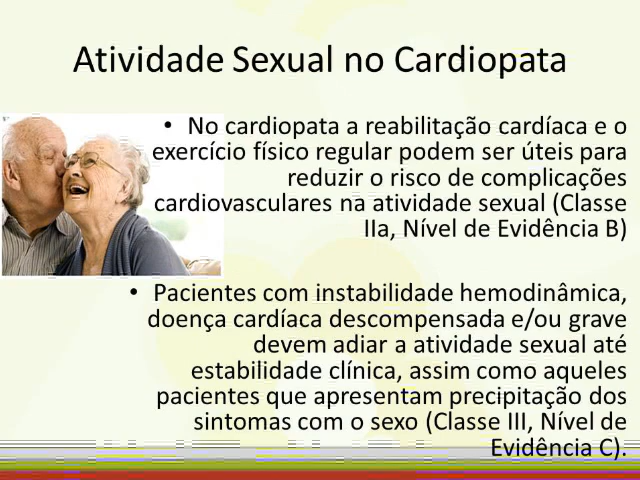 Atividade Sexual no Cardiopata
• No cardiopata a reabilitação cardíaca e o
exercício físico regular podem ser úteis para
reduzir o risco de complicações
cardiovasculares na atividade sexual (Classe
IIa, Nível de Evidência B)
• Pacientes com instabilidade hemodinâmica,
doença cardíaca descompensada e/ou grave
devem adiar a atividade sexual até
estabilidade clínica, assim como aqueles
pacientes que apresentam precipitação dos
sintomas com o sexo (Classe III, Nível de
Evidência C).